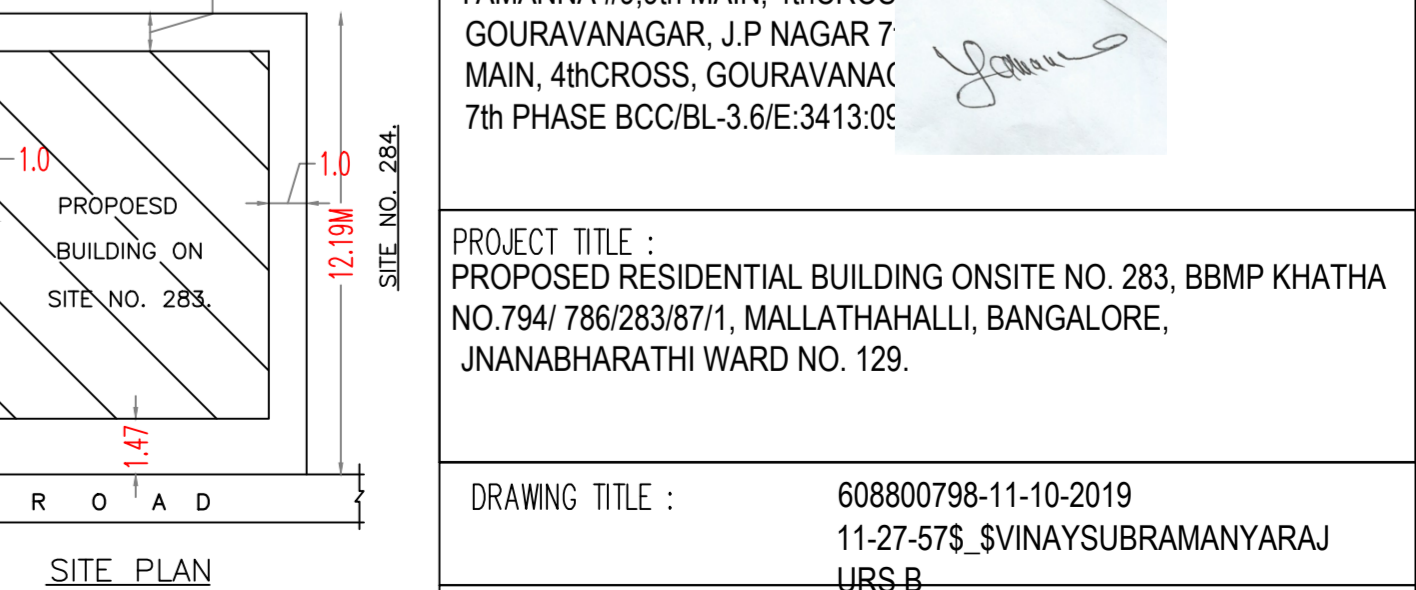 GOURAVANAGAR, J.P NAGAR
MAIN, 4thCROSS,
7th PHASE BCC/BL-3.6/E:3413:09
PROJECT TITLE :
PROPOSED RESIDENTIAL BUILDING ONSITE NO. 283, BBMP KHATHA
NO.794/ 786/283/87/1, MALLATHAHALLI, BANGALORE,
JNANABHARATHI WARD NO. 129.
DRAWING TITLE :
608800798-11-10-2019
11-27-57$_$VINAYSUBRAMANYARAJ
URS B
1.0
1.0
PROPOESD
BUILDING ON
SITE NO. 283.
12.19M
SITE NO. 284.
1.47
R O A D
SITE PLAN